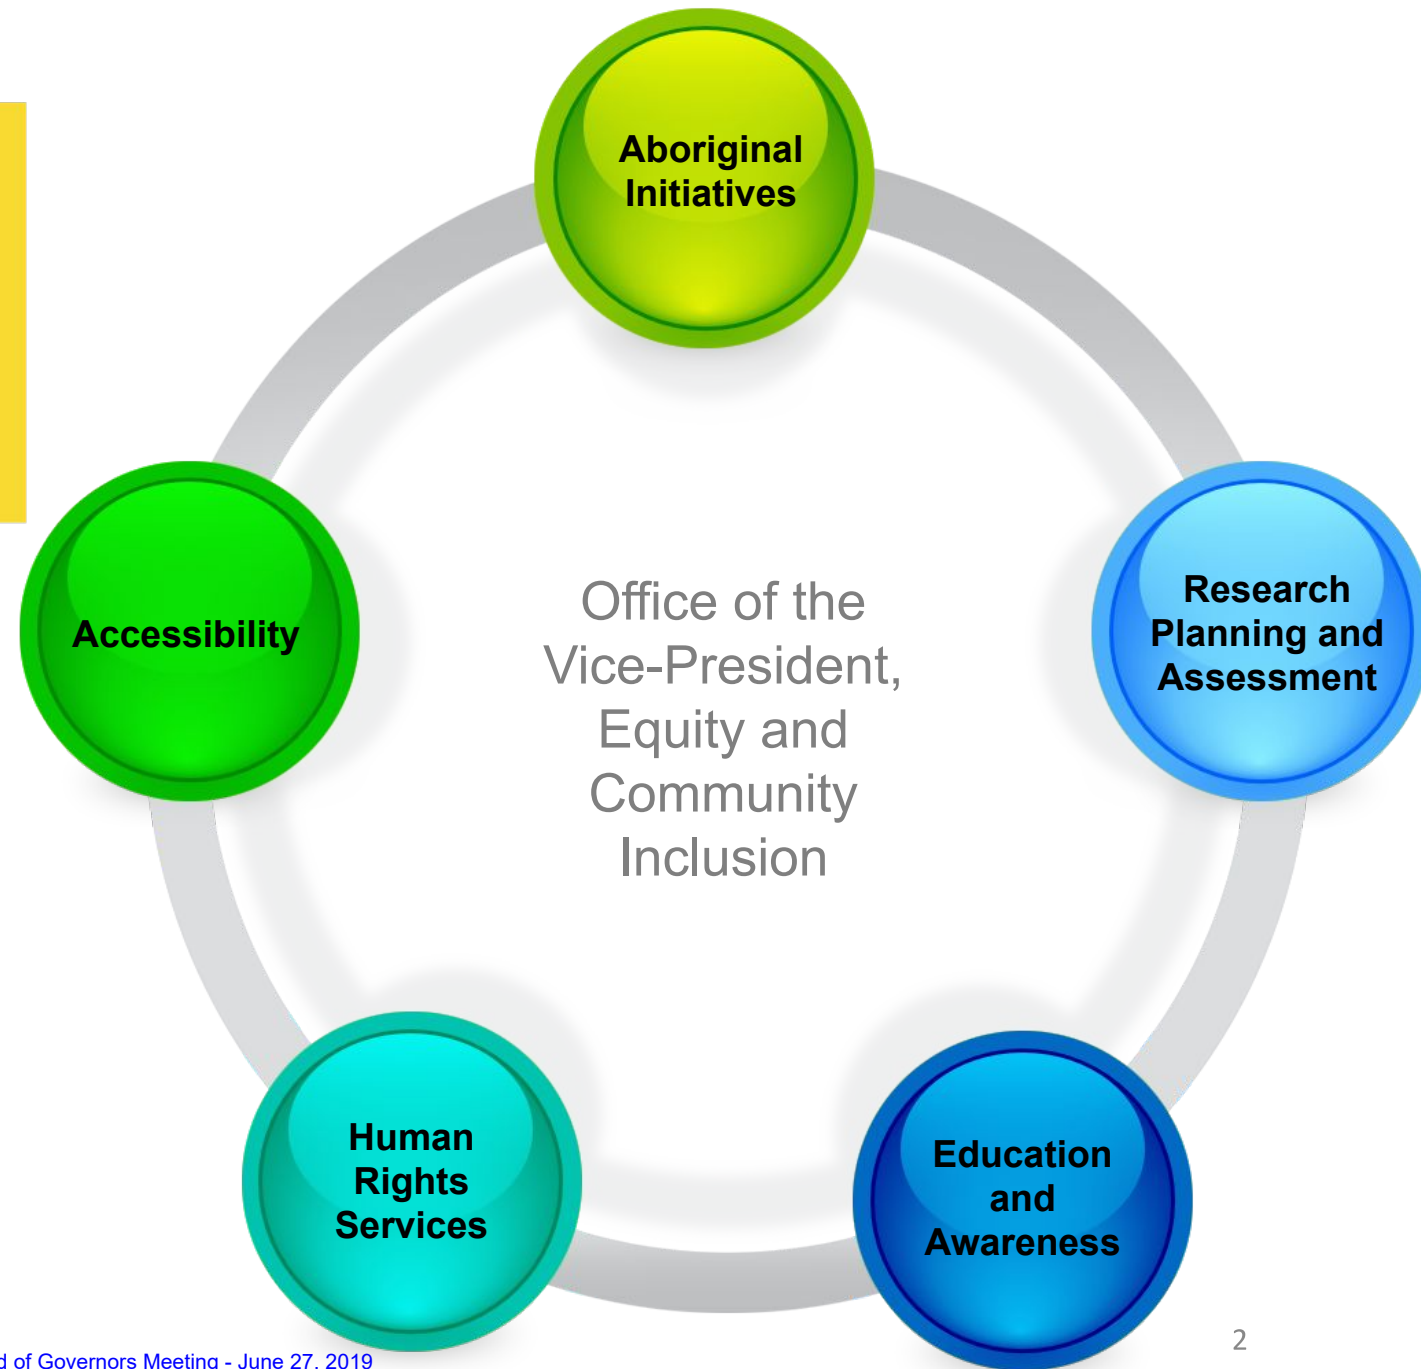 Aboriginal
Initiatives
Accessibility
Office of the
Vice-President,
Equity and
Community
Inclusion
Research
Planning and
Assessment
Human
Rights
Services
Education
and
Awareness
of Governors Meeting - June 27, 2019
2